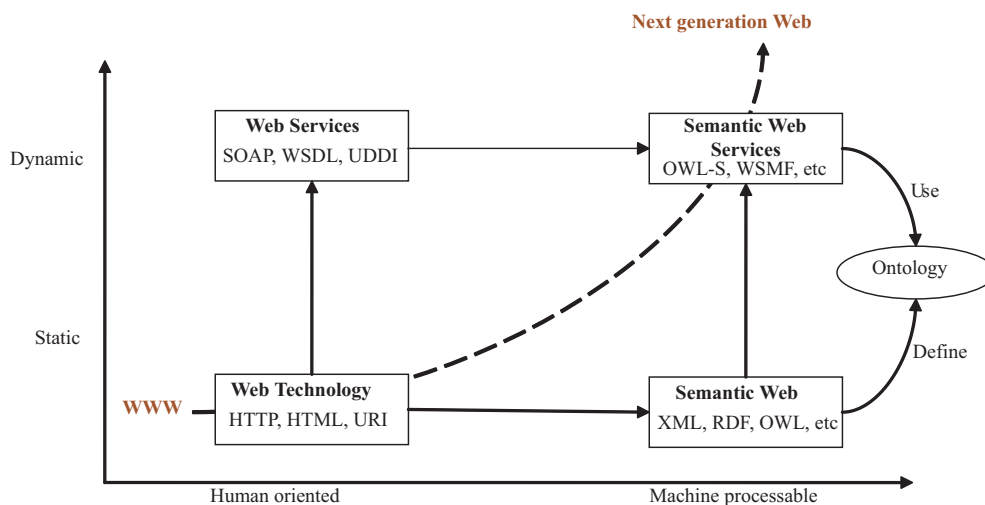 Next generation Web
Web Services
SOAP, WSDL, UDDI
Semantic Web
Services
OWL-S, WSMF, etc
Dynamic
Use
Ontology
Static
Define
Web Technology
HTTP, HTML, URI
Semantic Web
XML, RDF, OWL, etc
WWW
Human oriented
Machine processable